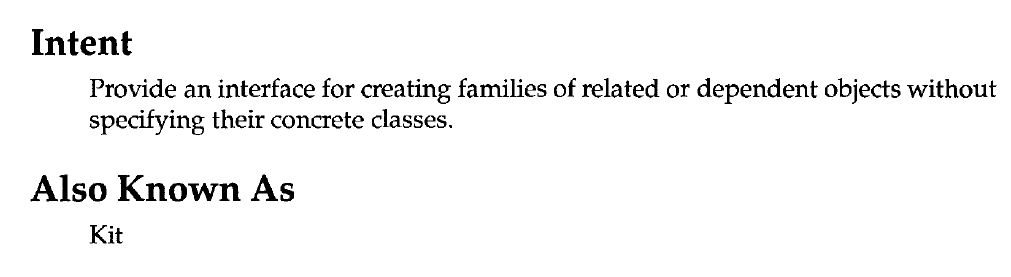 Intent
Provide an interface for creating families of related or dependent objects without
specifying their concrete classes.
Also Known As
Kit